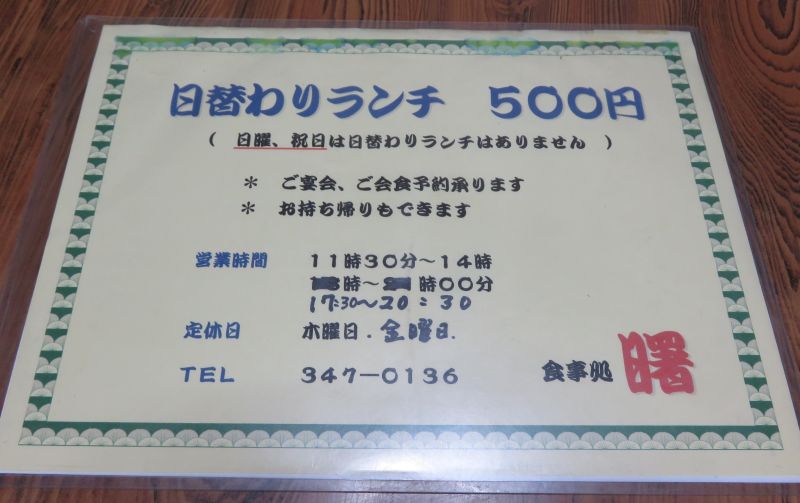 日替わりランチ　５００円
（　日曜、祝日は日替わりランチはありません　）
＊　ご宴会、ご会食予約承ります
＊　お持ち帰りもできます
営業時間　１１時３０分～１４時
時～　時００分
17:30～20:30
定休日　木曜日．金曜日.
ＴＥＬ　３４７－０１３６　食事処 曙